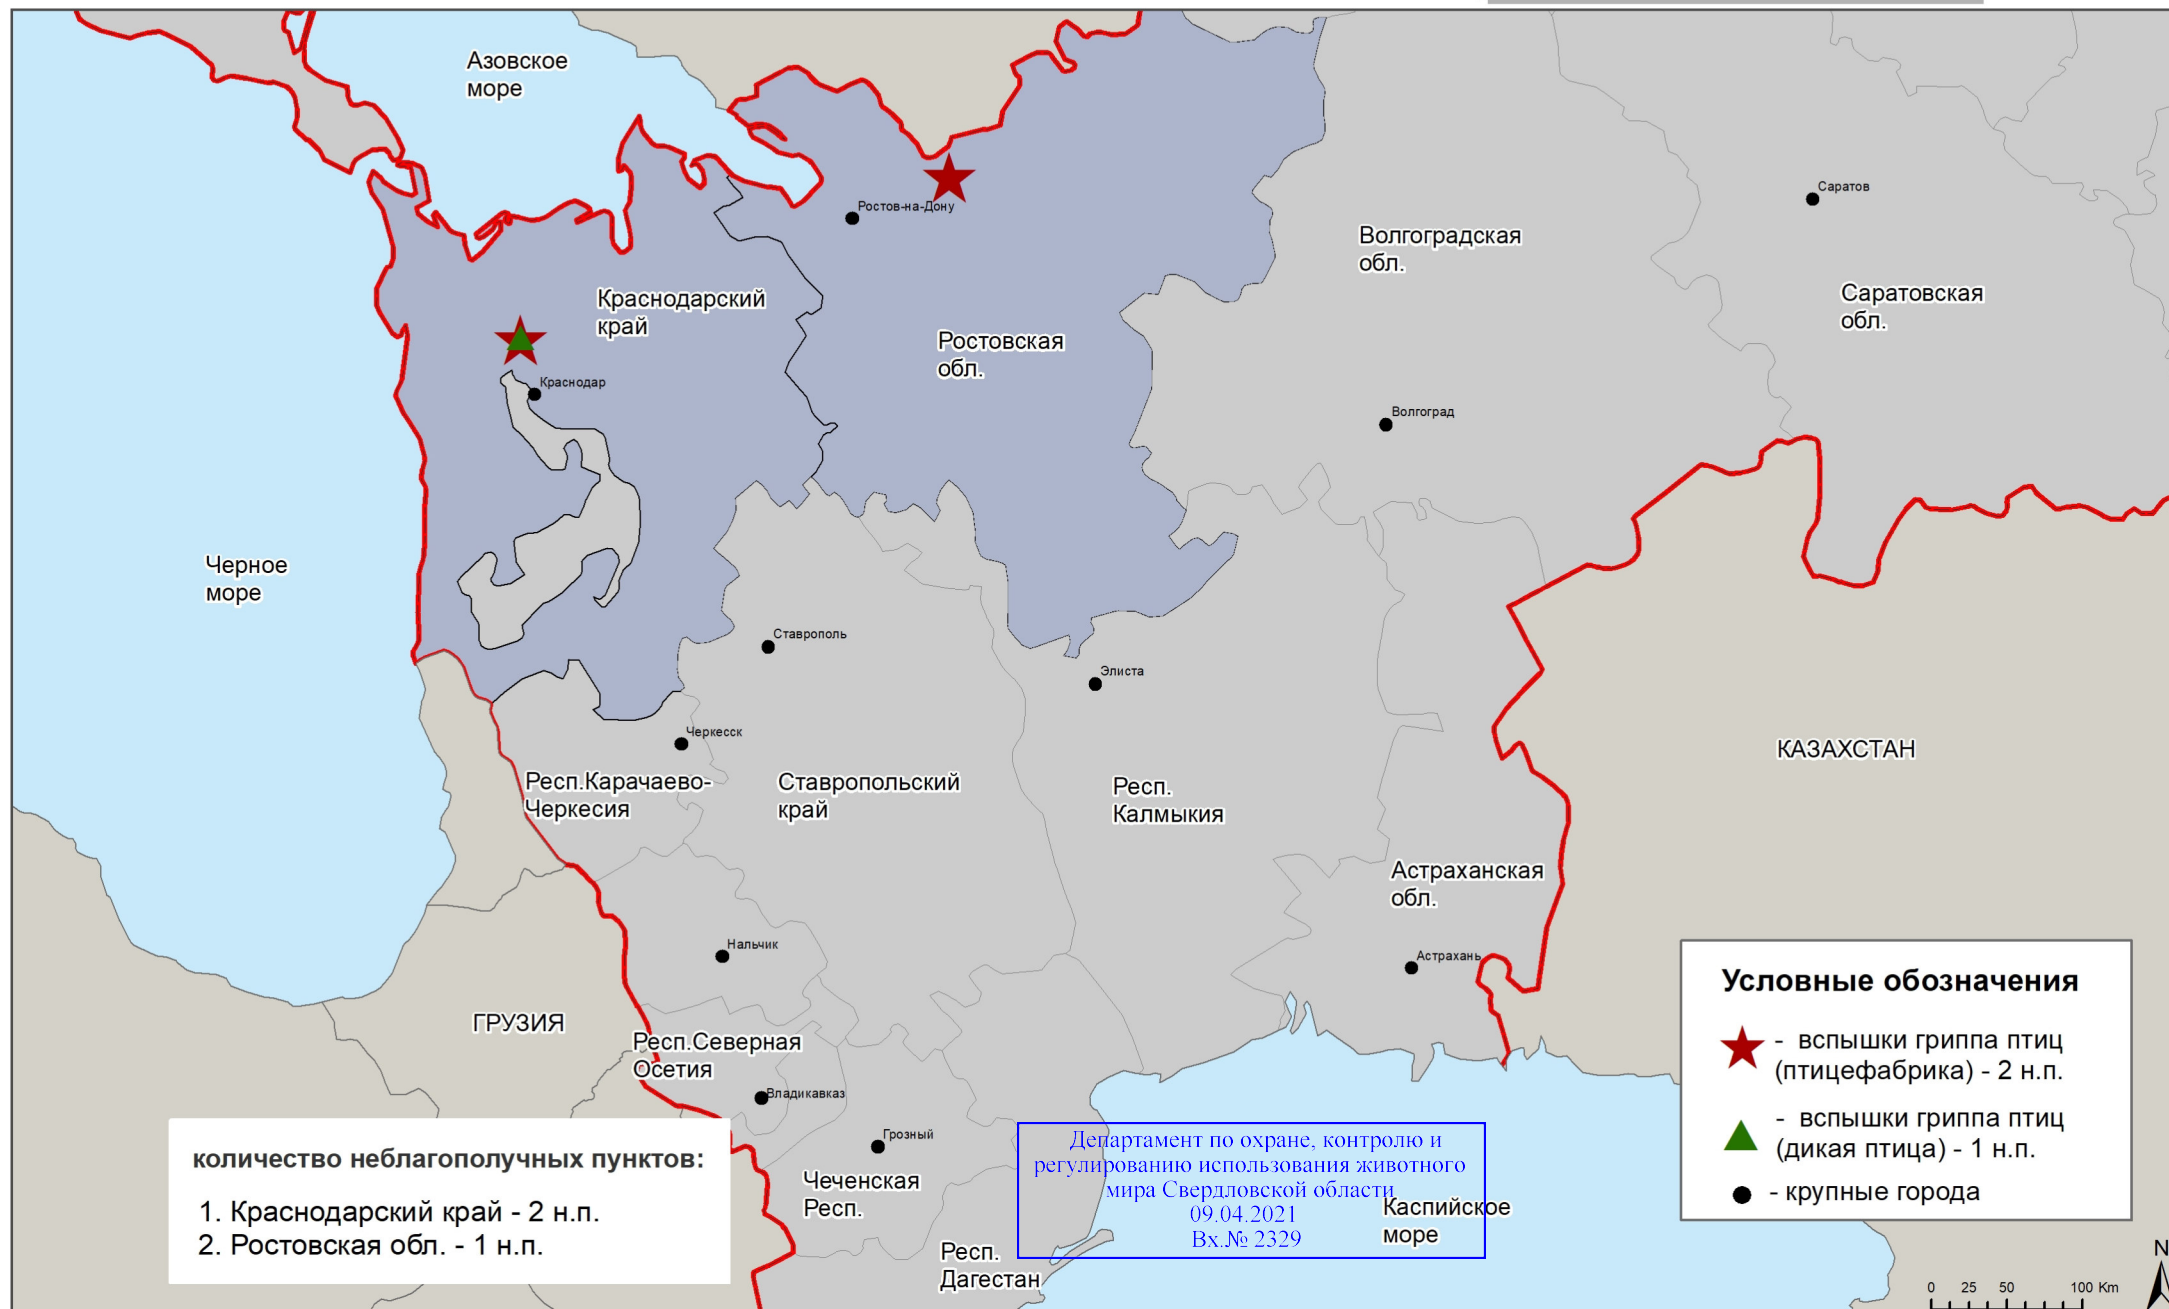 Азовское
море
Ростов-на-Дону
Саратов
Волгоградская
обл.
Саратовская
обл.
Краснодарский
край
Ростовская
обл.
Краснодар
Волгоград
Черное
море
Ставрополь
Элиста
Черкесск
КАЗАХСТАН
Респ.Карачаево-
Черкесия
Ставропольский
край
Респ.
Калмыкия
Астраханская
обл.
Нальчик
Астрахань
ГРУЗИЯ
Респ.Северная
Осетия
Владикавказ
Грозный
Чеченская
Респ.
Респ.
Дагестан
Каспийское
море
Департамент по охране, контролю и
регулированию использования животного
мира Свердловской области
09.04.2021
Вх.№ 2329
количество неблагополучных пунктов:
1. Краснодарский край - 2 н.п.
2. Ростовская обл. - 1 н.п.
Условные обозначения
- вспышки гриппа птиц
(птицефабрика) - 2 н.п.
- вспышки гриппа птиц
(дикая птица) - 1 н.п.
- крупные города
N
0 25 50 100 Km